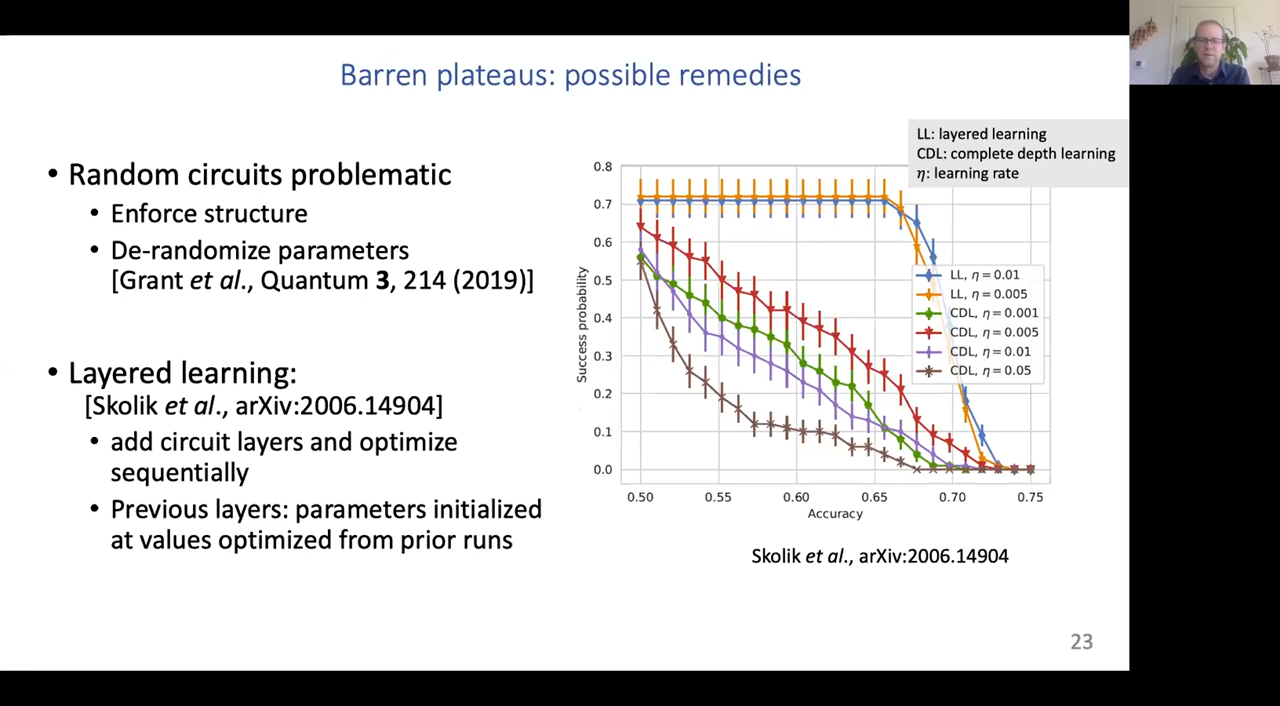 Barren plateaus: possible remedies
• Random circuits problematic
• Enforce structure
• De-randomize parameters
[Grant et al., Quantum 3, 214 (2019)]
• Layered learning:
[Skolik et al., arXiv:2006.14904]
• add circuit layers and optimize
sequentially
• Previous layers: parameters initialized
at values optimized from prior runs
LL: layered learning
CDL: complete depth learning
η: learning rate
0.8
0.7
0.6
0.5
0.4
0.3
0.2
0.1
0.0
Success probability
LL, η = 0.01
LL, η = 0.005
CDL, η = 0.001
CDL, η = 0.005
CDL, η = 0.01
CDL, η = 0.05
0.50 0.55 0.60 0.65 0.70 0.75
Accuracy
Skolik et al., arXiv:2006.14904
23